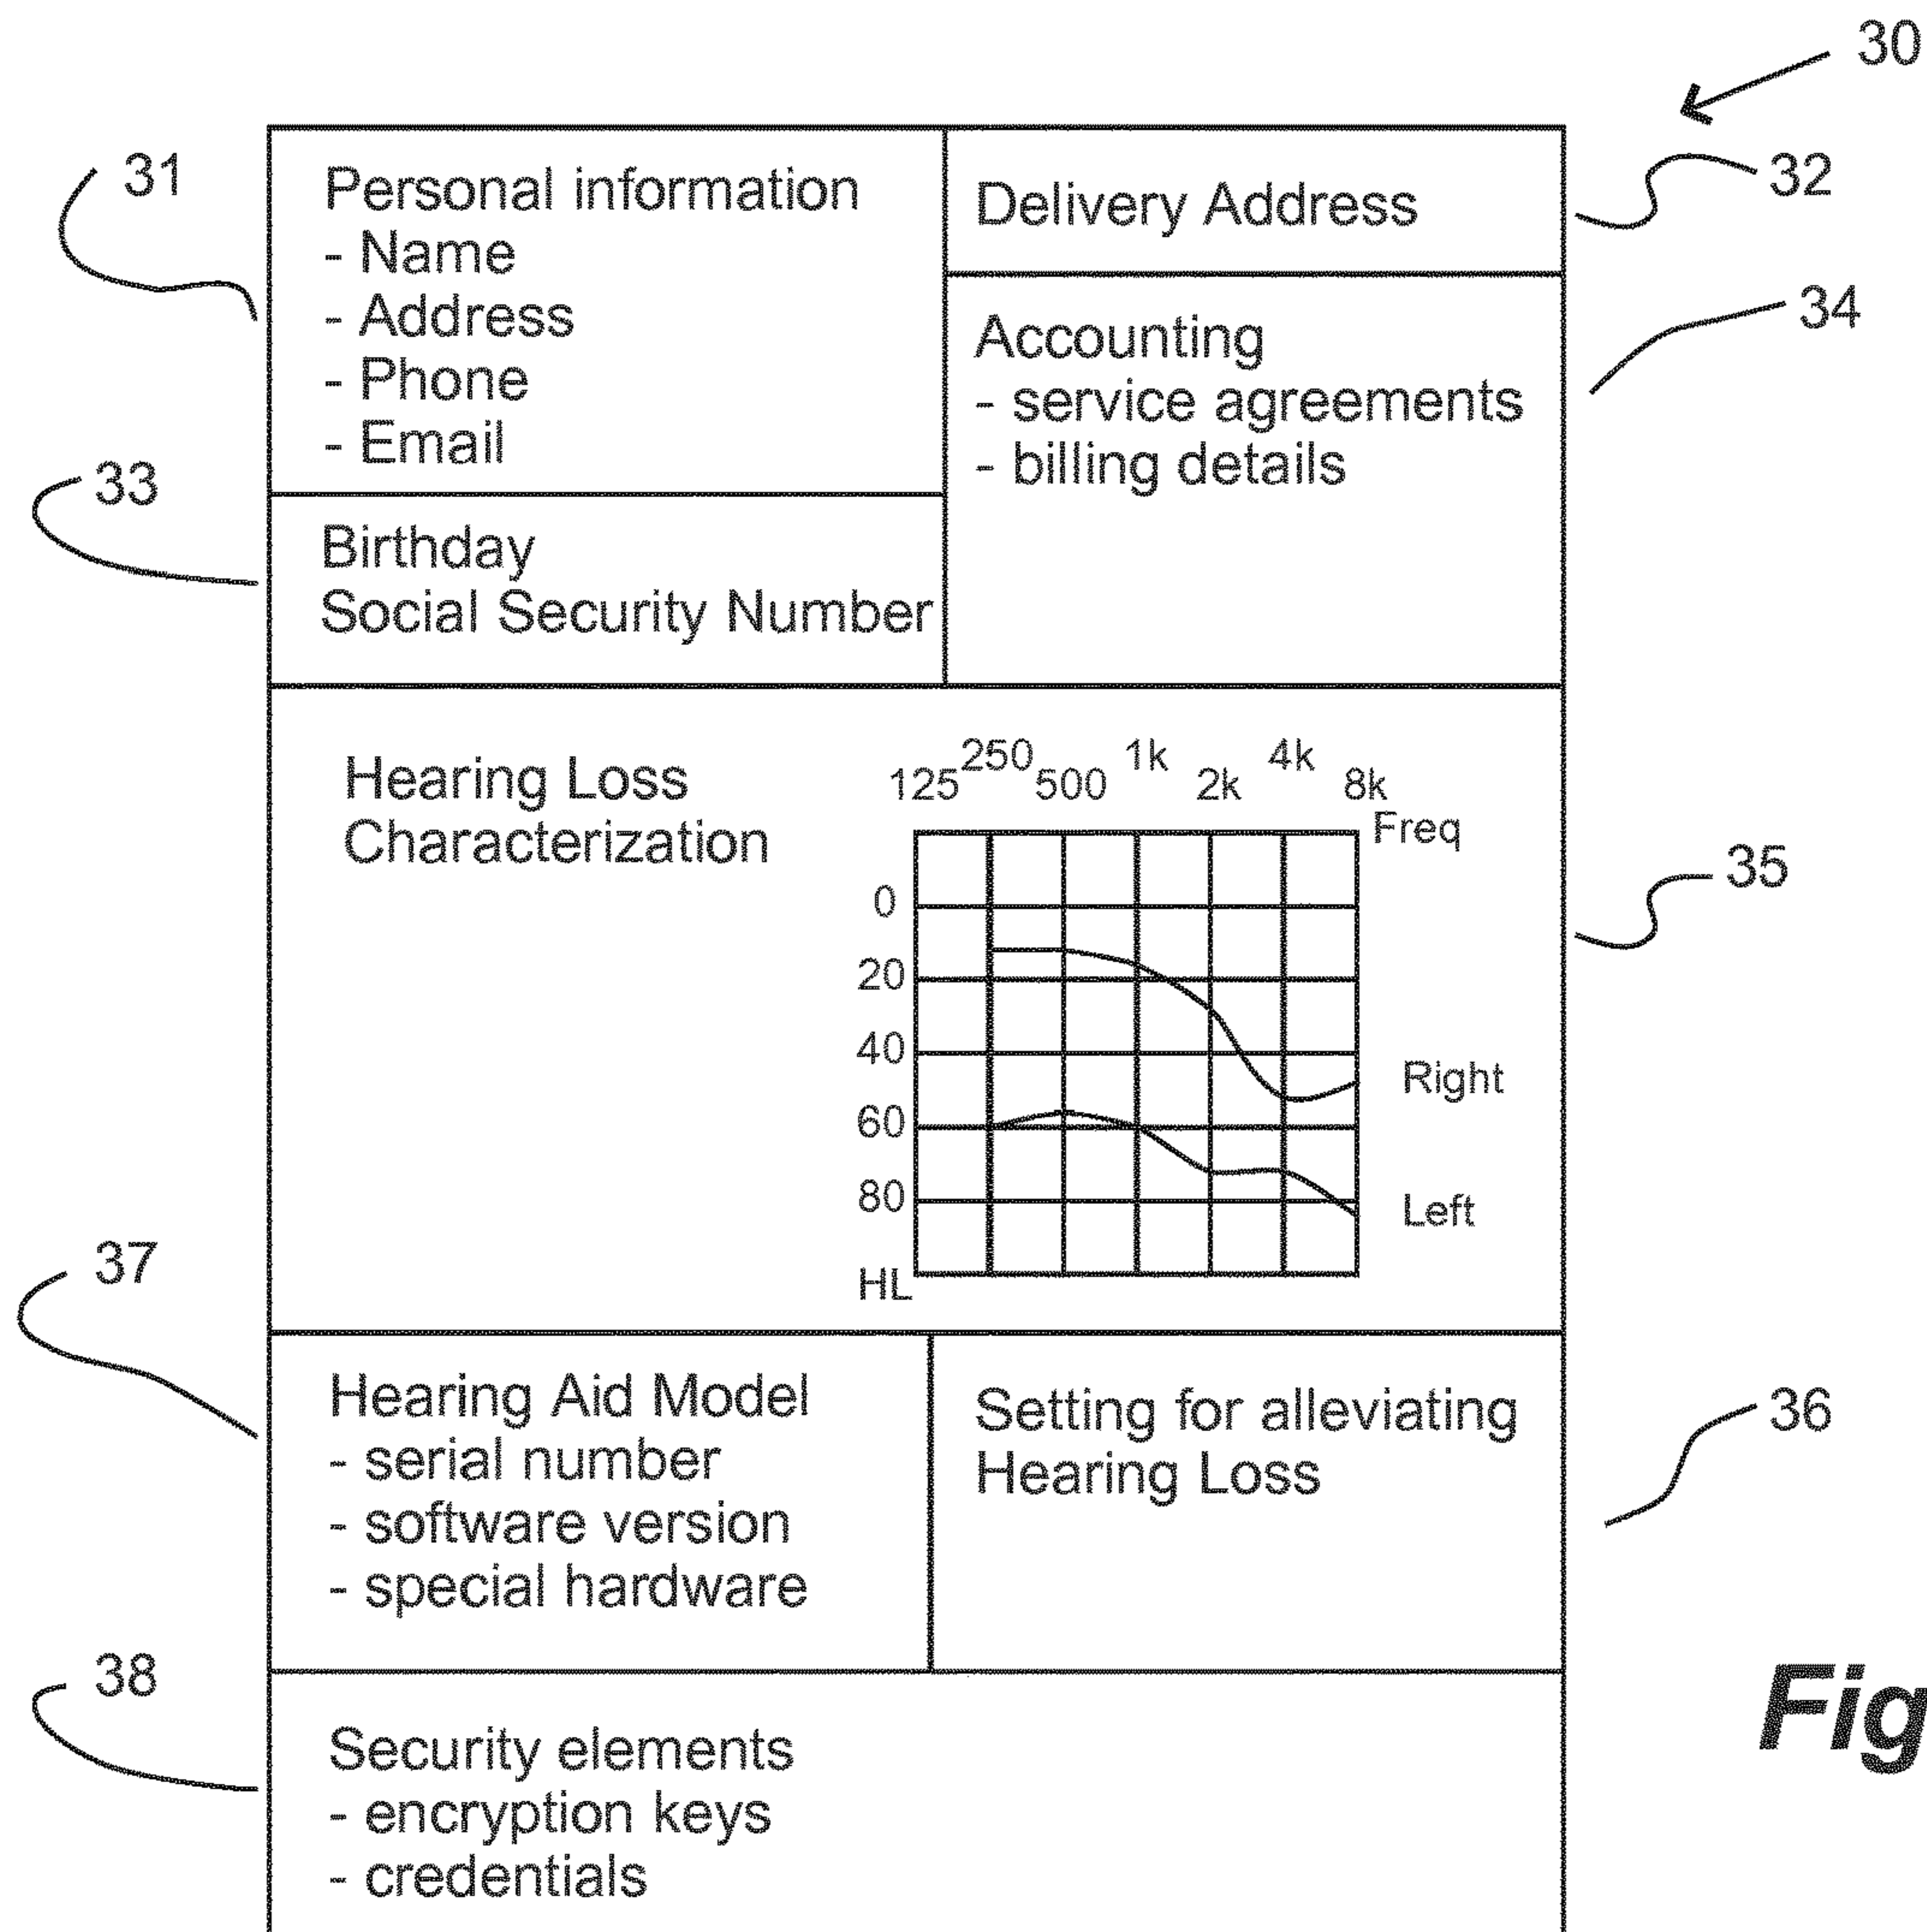 30
31
Personal information
- Name
- Address
- Phone
- Email
Delivery Address
32
Accounting
- service agreements
- billing details
34
33
Birthday
Social Security Number
Hearing Loss
Characterization
125 250 500 1k 2k 4k 8k
Freq
0
20
40
60
80
HL
Right
Left
35
37
Hearing Aid Model
- serial number
- software version
- special hardware
Setting for alleviating
Hearing Loss
36
38
Security elements
- encryption keys
- credentials
Fig